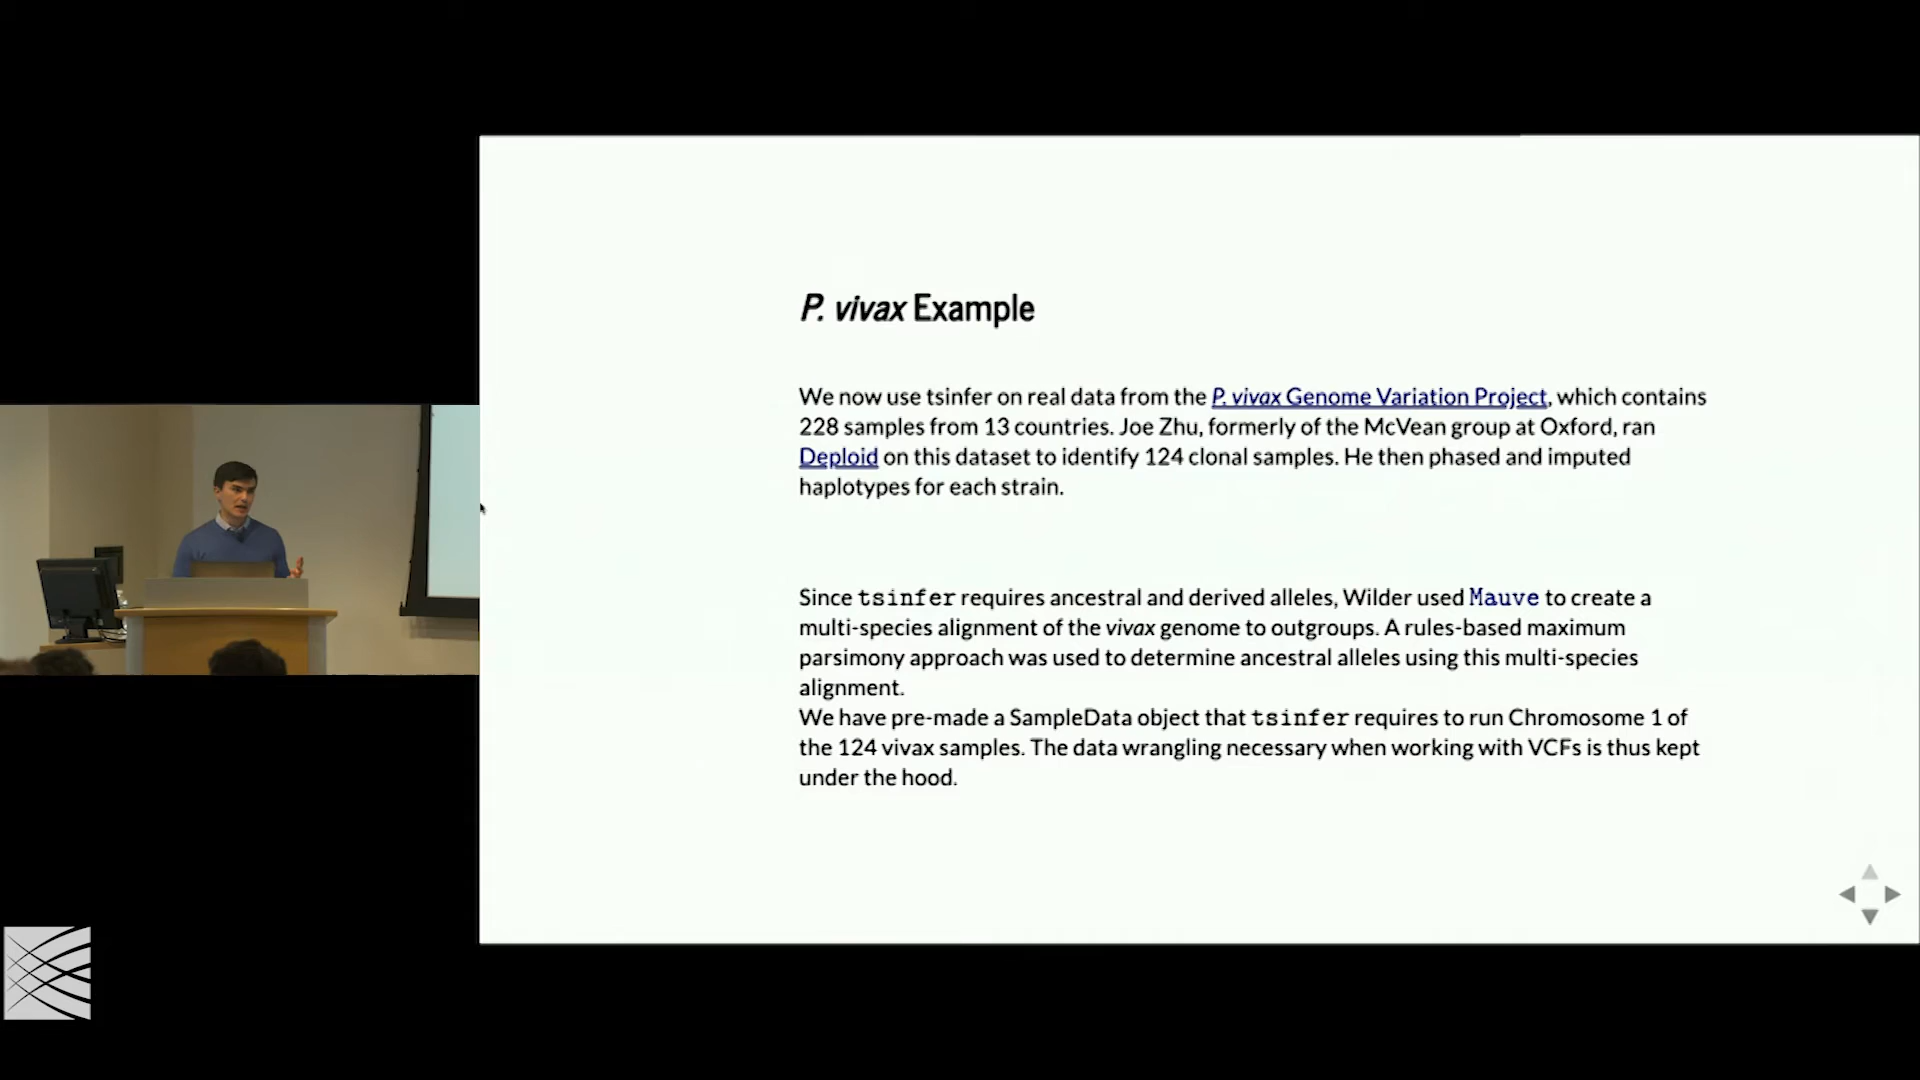 P. vivax Example
We now use tsinfer on real data from the P. vivax Genome Variation Project, which contains
228 samples from 13 countries. Joe Zhu, formerly of the McVean group at Oxford, ran
Deploid on this dataset to identify 124 clonal samples. He then phased and imputed
haplotypes for each strain.
Since tsinfer requires ancestral and derived alleles, Wilder used Mauve to create a
multi-species alignment of the vivax genome to outgroups. A rules-based maximum
parsimony approach was used to determine ancestral alleles using this multi-species
alignment.
We have pre-made a SampleData object that tsinfer requires to run Chromosome 1 of
the 124 vivax samples. The data wrangling necessary when working with VCFs is thus kept
under the hood.